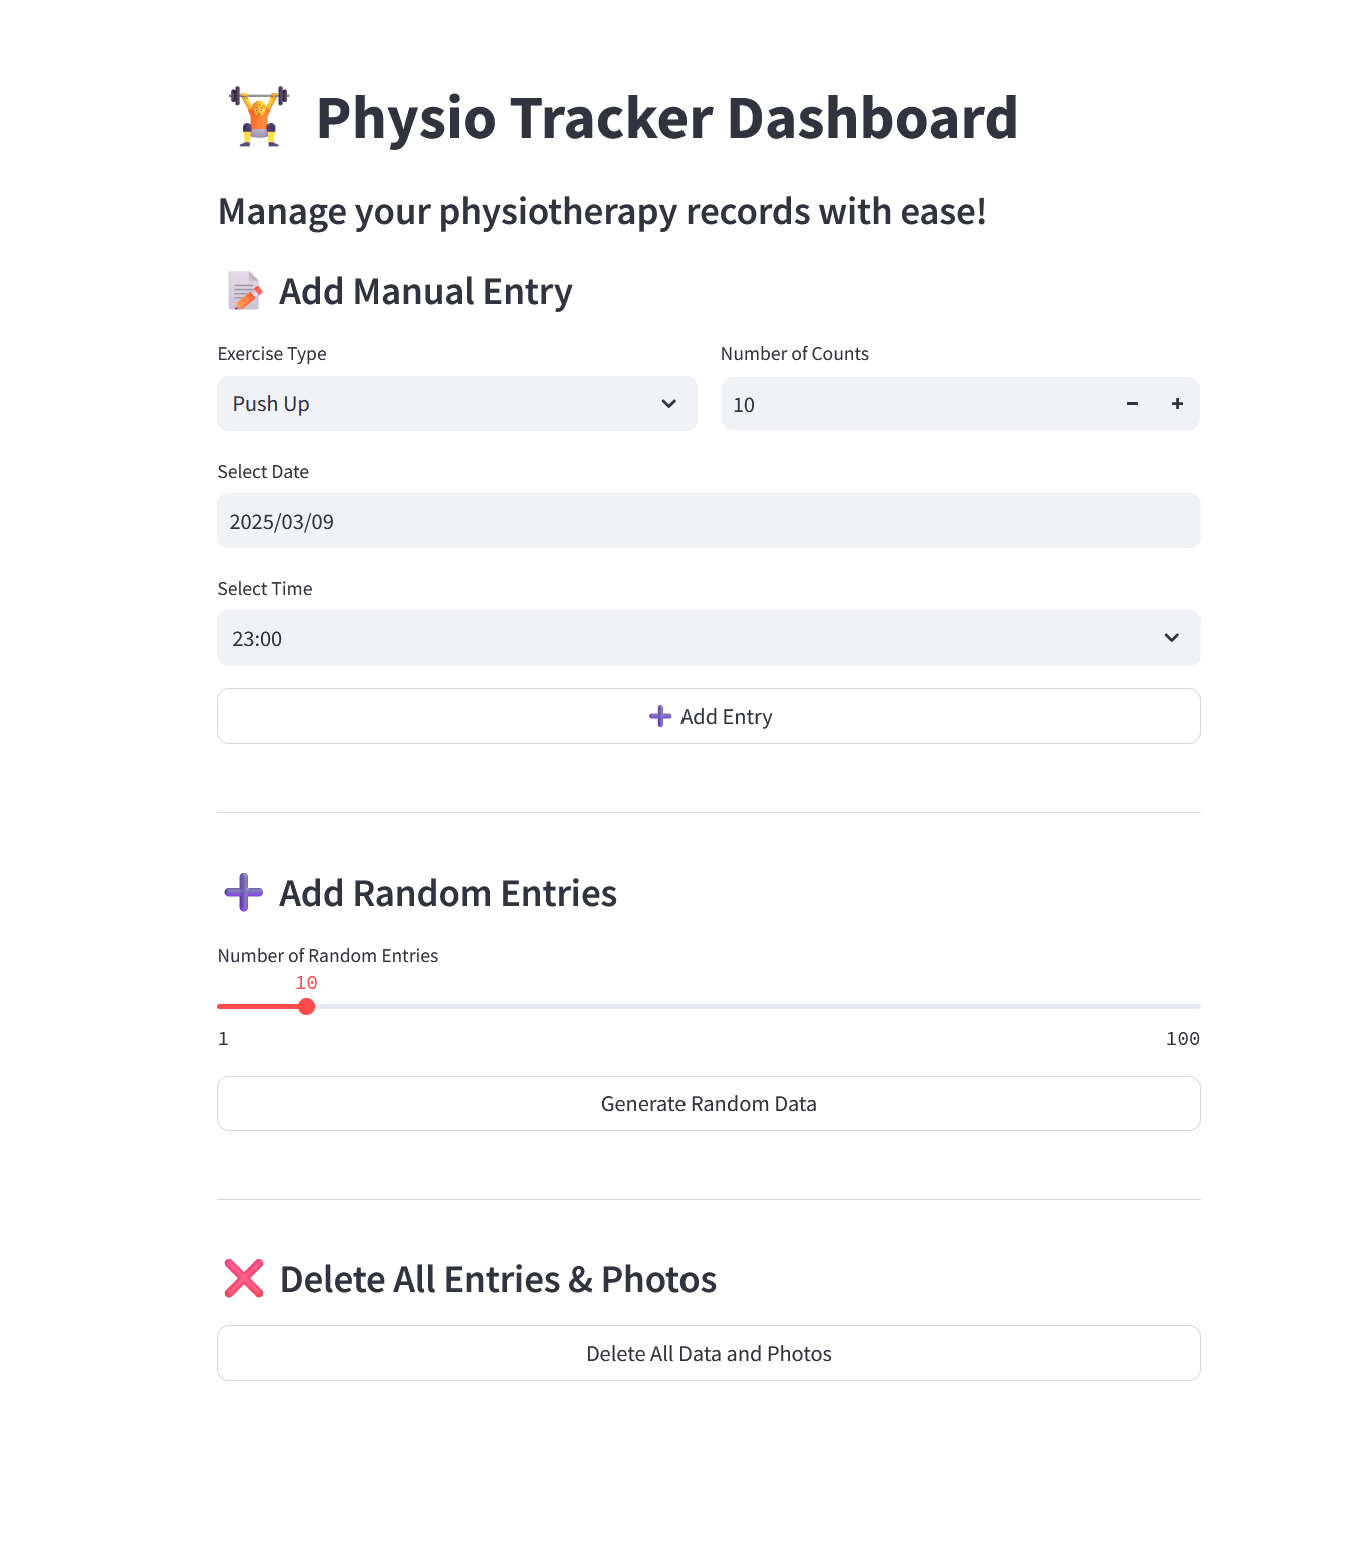 Physio Tracker Dashboard
Manage your physiotherapy records with ease!
Add Manual Entry
Exercise Type
Number of Counts
Push Up
10
Select Date
2025/03/09
Select Time
23:00
Add Entry
Add Random Entries
Number of Random Entries
10
1
100
Generate Random Data
Delete All Entries & Photos
Delete All Data and Photos